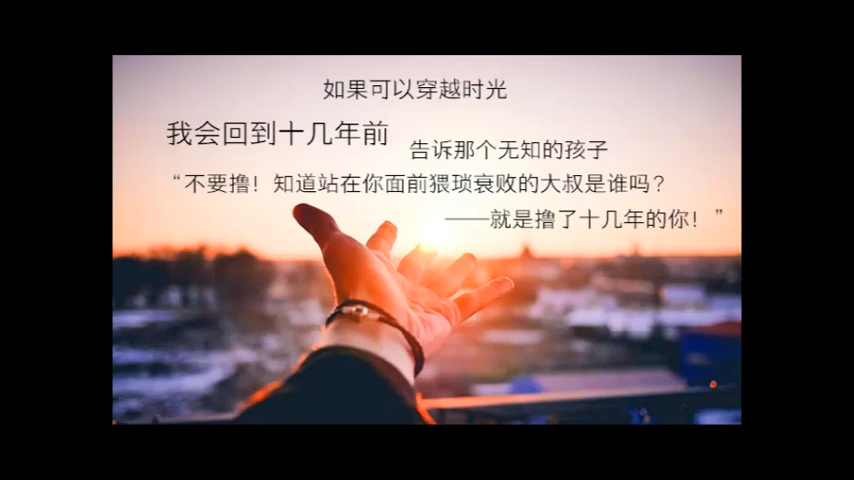 如果可以穿越时光
我会回到十几年前
告诉那个无知的孩子
“不要撸！知道站在你面前猥琐衰败的大叔是谁吗？
——就是撸了十几年的你！”